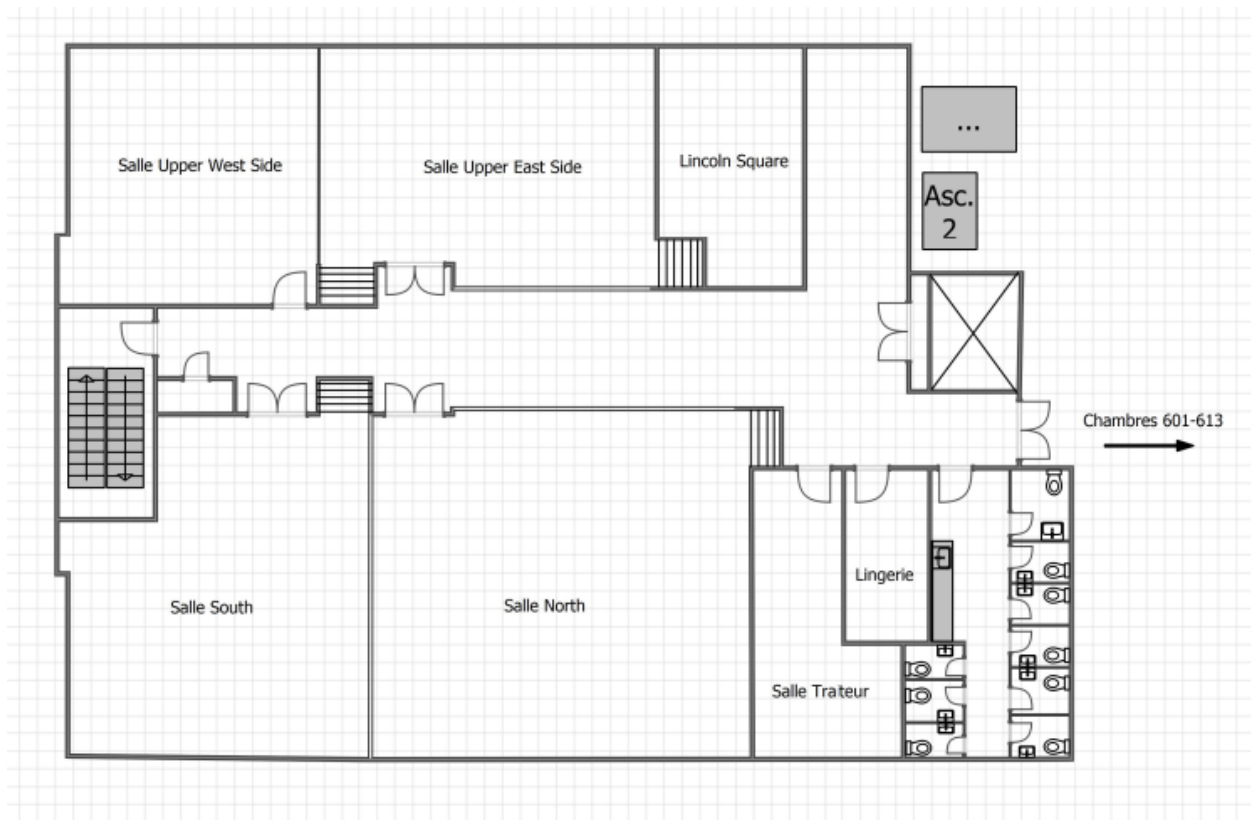 ...
Salle Upper West Side
Salle Upper East Side
Lincoln Square
Asc.
2
Chambres 601-613
Lingerie
Salle South
Salle North
Salle Traiteur